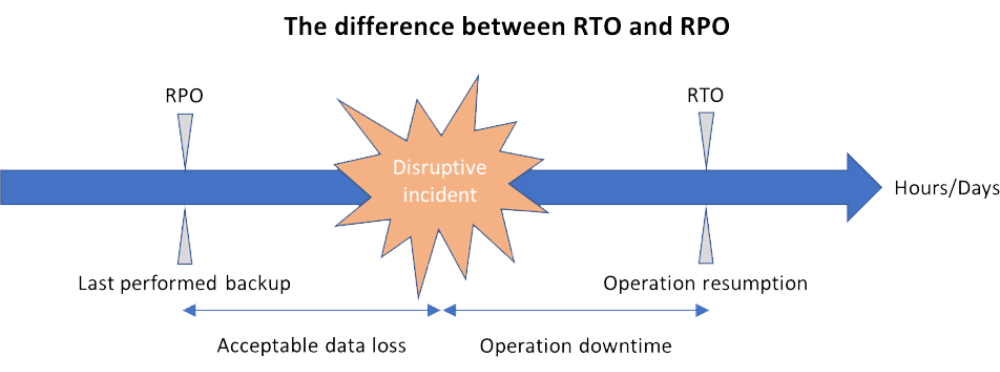 The difference between RTO and RPO
RPO
RTO
Disruptive
incident
Hours/Days
Last performed backup
Operation resumption
Acceptable data loss
Operation downtime